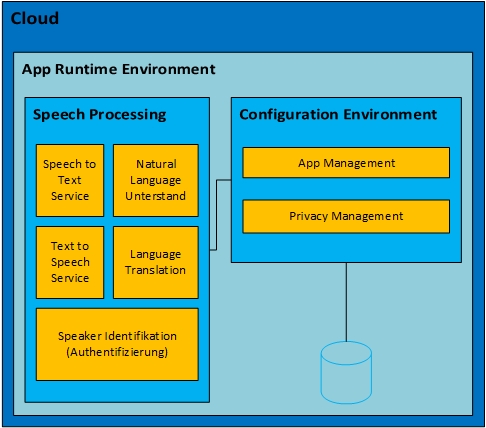 Cloud
App Runtime Environment
Speech Processing
Speech to
Text
Service
Natural
Language
Unterstand
Text to
Speech
Service
Language
Translation
Speaker Identifikation
(Authentifizierung)
Configuration Environment
App Management
Privacy Management